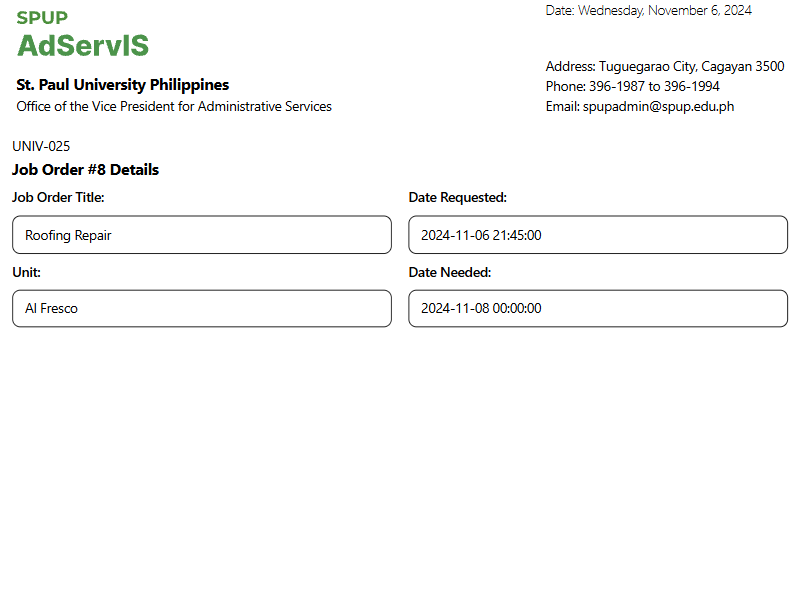 SPUP
AdServIS
St. Paul University Philippines
Office of the Vice President for Administrative Services
Date: Wednesday, November 6, 2024
Address: Tuguegarao City, Cagayan 3500
Phone: 396-1987 to 396-1994
Email: spupadmin@spup.edu.ph
UNIV-025
Job Order #8 Details
Job Order Title:
Roofing Repair
Date Requested:
2024-11-06 21:45:00
Unit:
Al Fresco
Date Needed:
2024-11-08 00:00:00